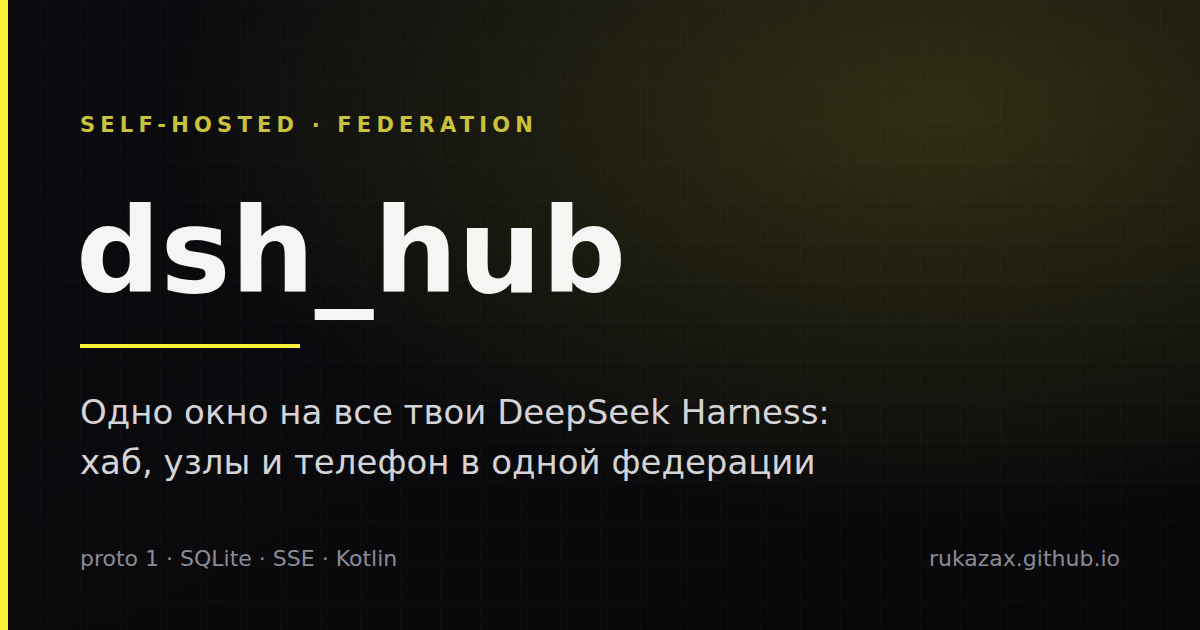 SELF-HOSTED · FEDERATION
dsh_hub
Одно окно на все твои DeepSeek Harness:
хаб, узлы и телефон в одной федерации
proto 1 · SQLite · SSE · Kotlin
rukazax.github.io